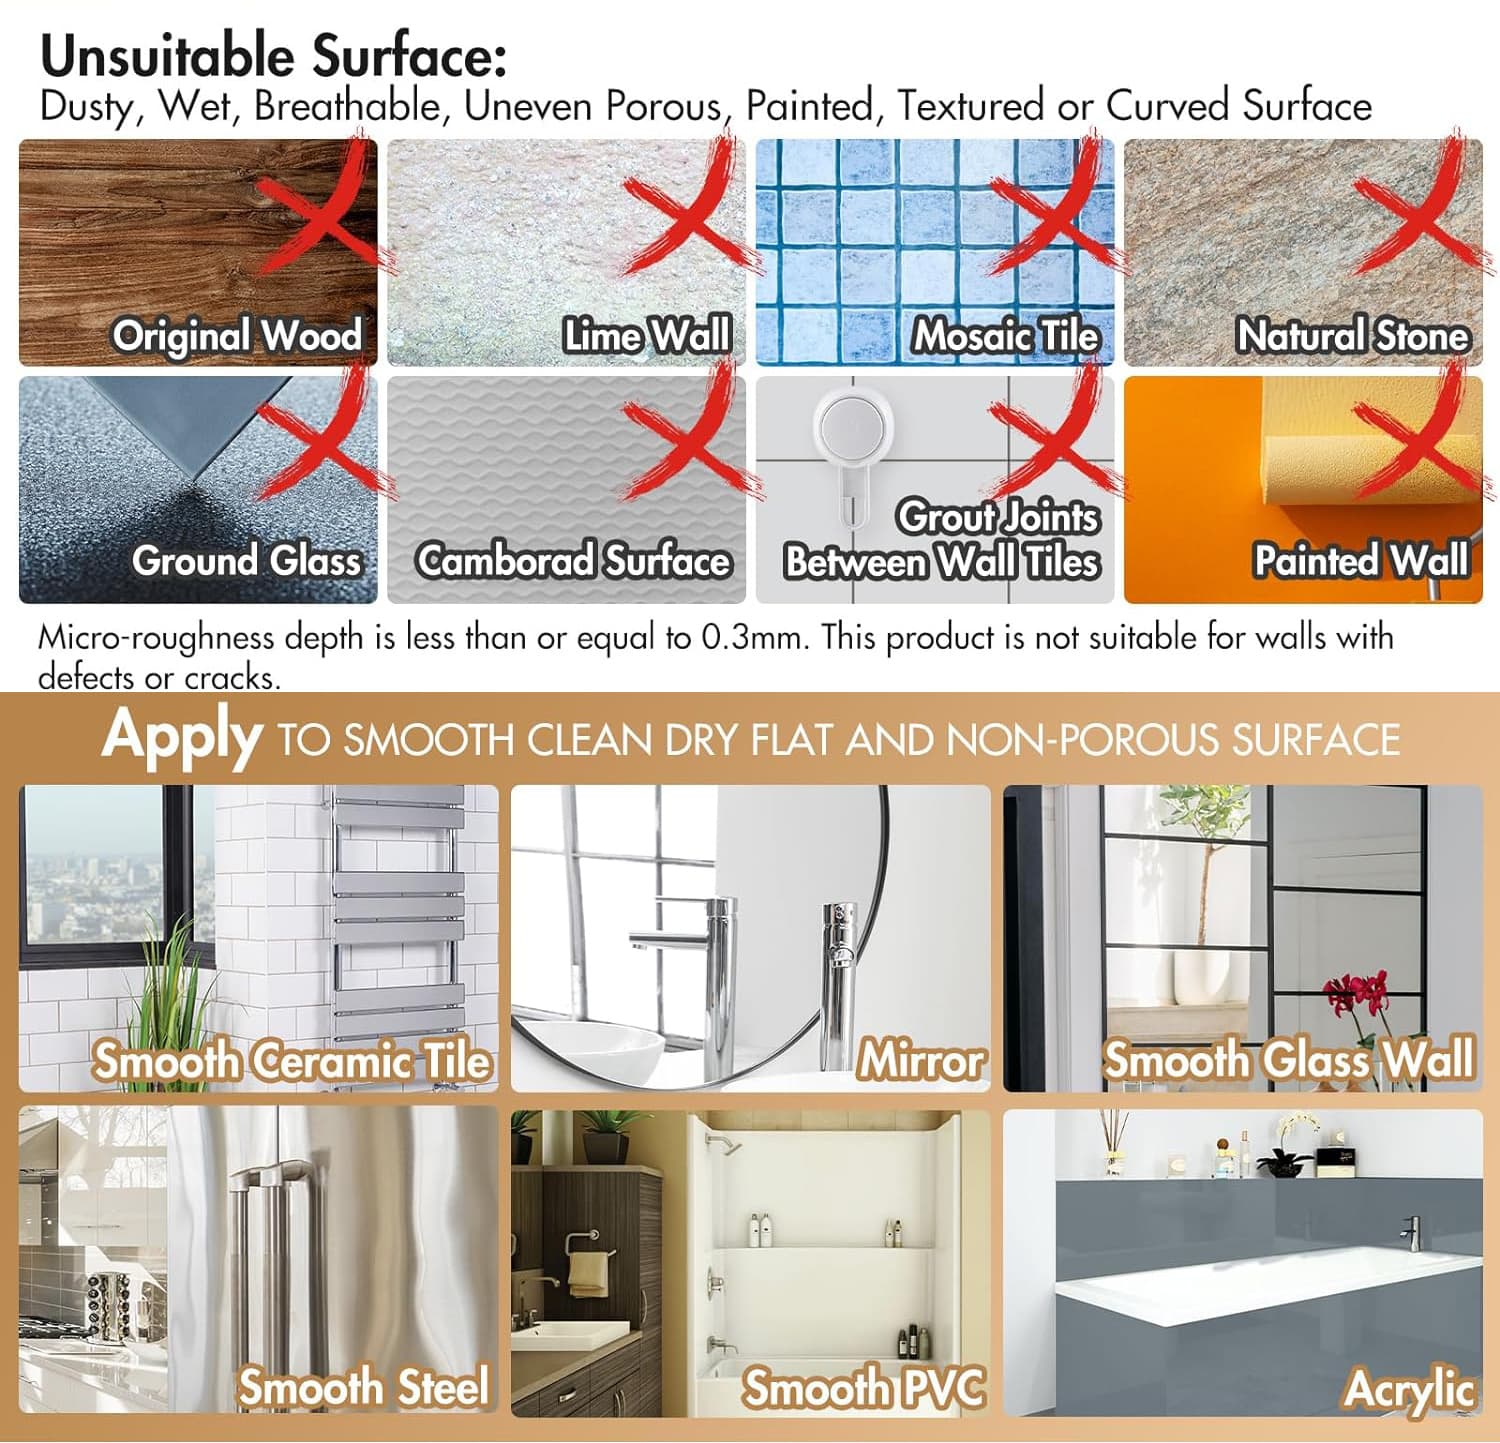 Unsuitable Surface:
Dusty, Wet, Breathable, Uneven Porous, Painted, Textured or Curved Surface
Original Wood
Lime Wall
Mosaic Tile
Natural Stone
Ground Glass
Camborad Surface
Grout Joints
Between Wall Tiles
Painted Wall
Micro-roughness depth is less than or equal to 0.3mm. This product is not suitable for walls with
defects or cracks.
Apply TO SMOOTH CLEAN DRY FLAT AND NON-POROUS SURFACE
Smooth Ceramic Tile
Mirror
Smooth Glass Wall
Smooth Steel
Smooth PVC
Acrylic